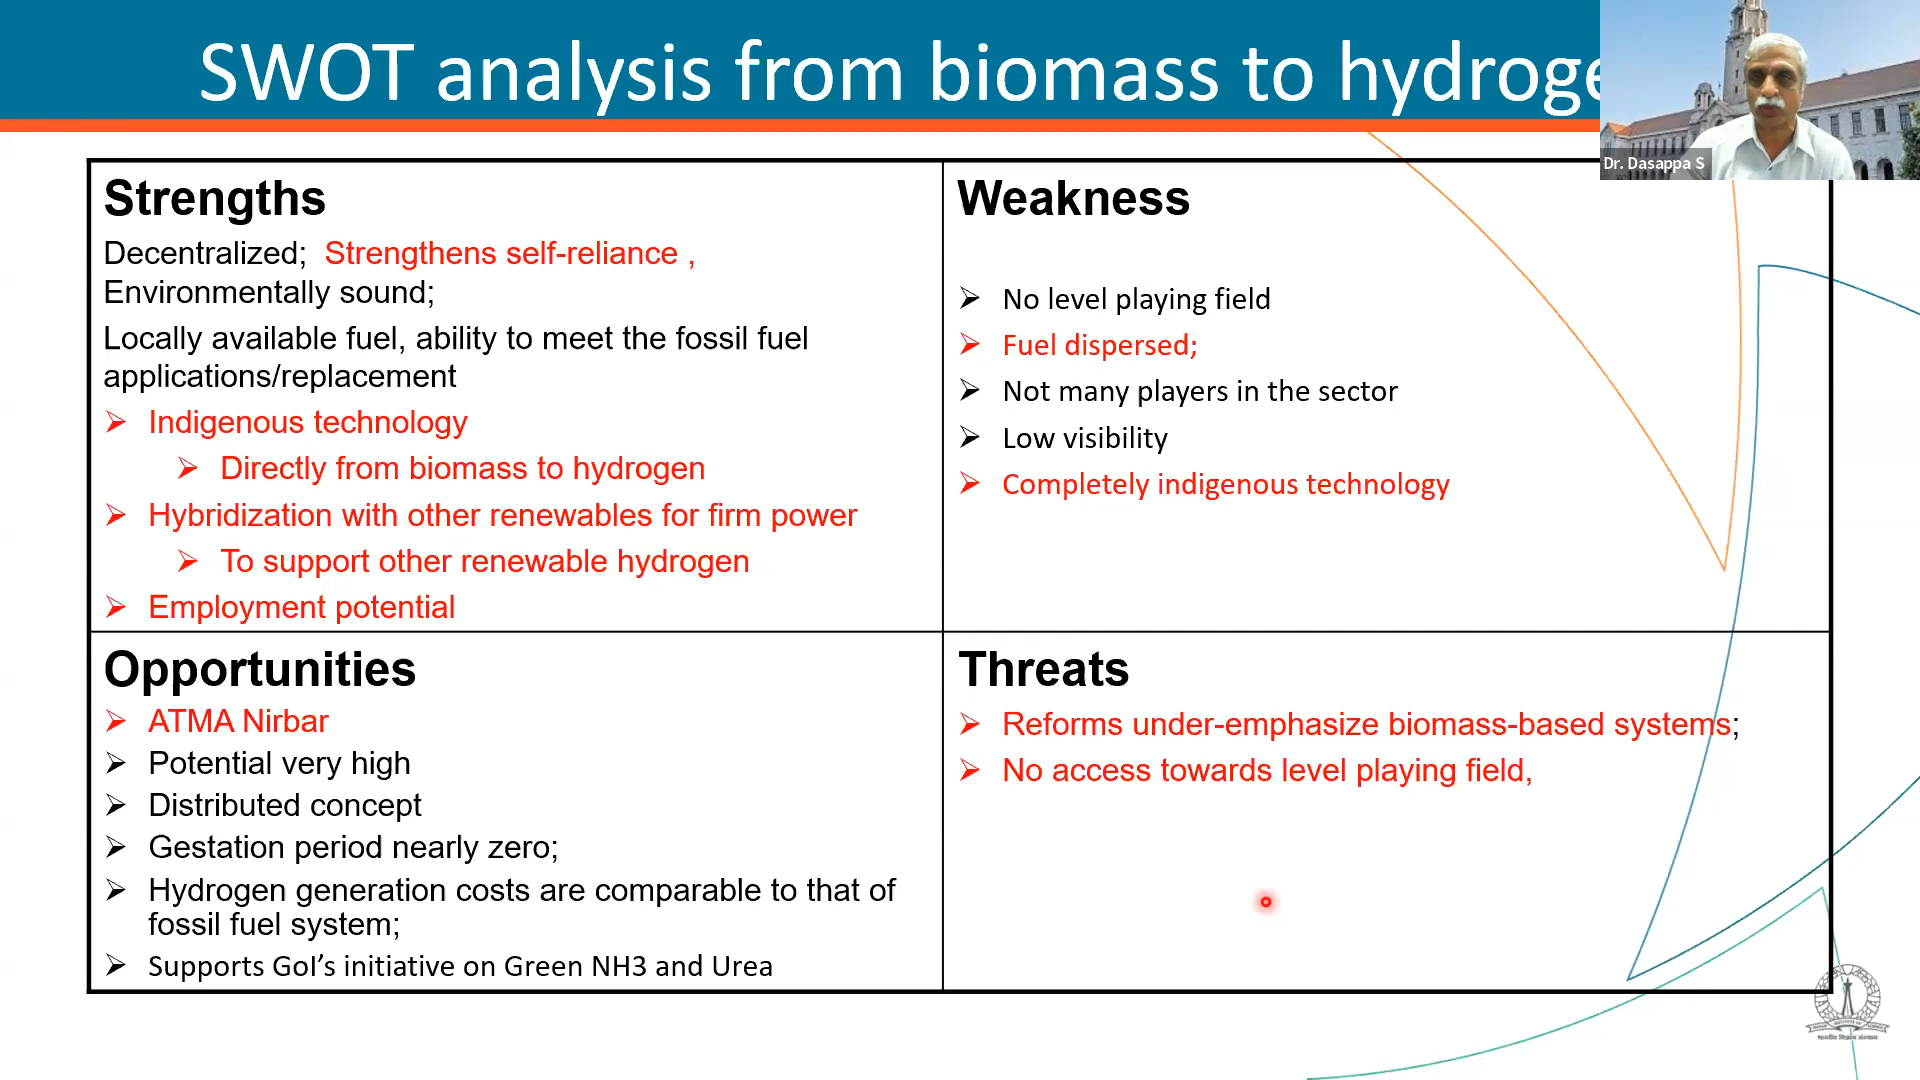 SWOT analysis from biomass to hydroge
Dr. Dasappa S
Strengths
Decentralized; Strengthens self-reliance ,
Environmentally sound;
Locally available fuel, ability to meet the fossil fuel
applications/replacement
Indigenous technology
Directly from biomass to hydrogen
Hybridization with other renewables for firm power
To support other renewable hydrogen
Employment potential
Weakness
No level playing field
Fuel dispersed;
Not many players in the sector
Low visibility
Completely indigenous technology
Opportunities
ATMA Nirbar
Potential very high
Distributed concept
Gestation period nearly zero;
Hydrogen generation costs are comparable to that of
fossil fuel system;
Supports GoI’s initiative on Green NH3 and Urea
Threats
Reforms under-emphasize biomass-based systems;
No access towards level playing field,